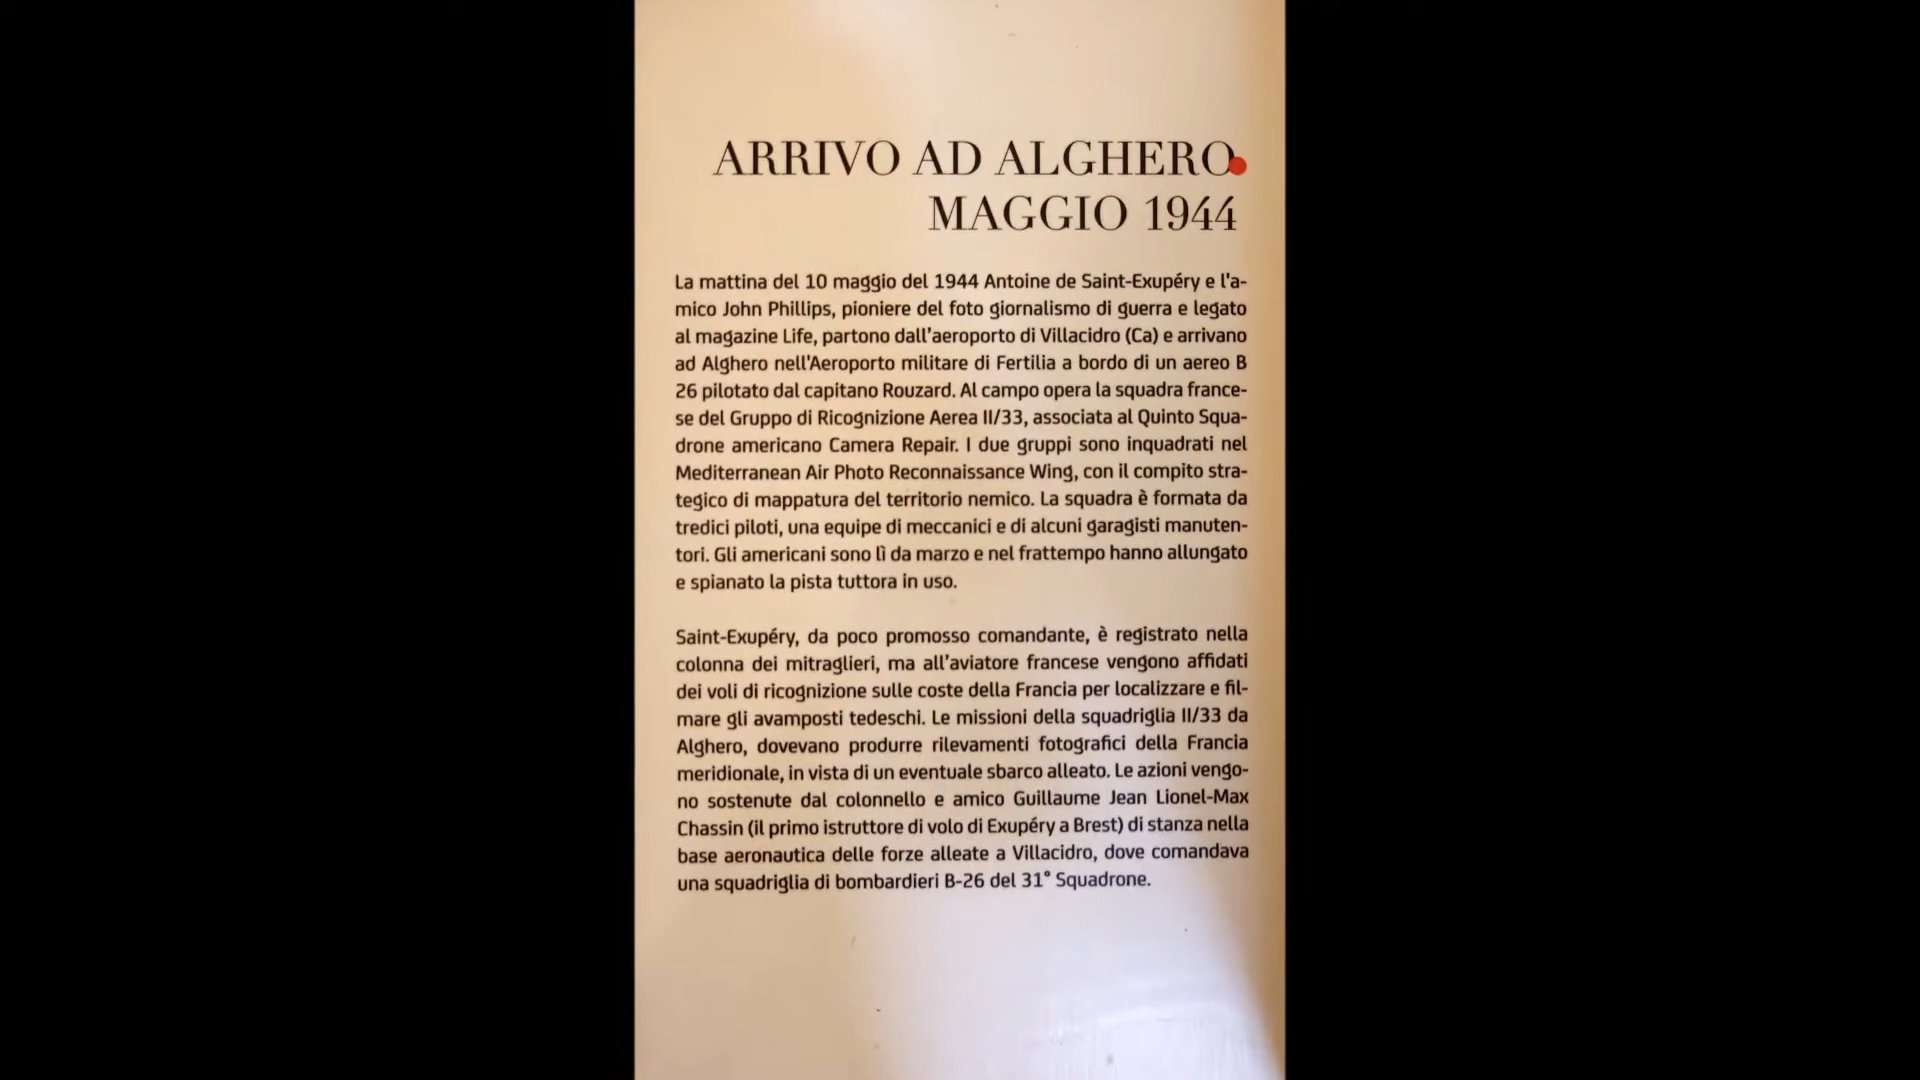 ARRIVO AD ALGHERO
MAGGIO 1944
La mattina del 10 maggio del 1944 Antoine de Saint-Exupéry e l'a-
mico John Phillips, pioniere del foto giornalismo di guerra e legato
al magazine Life, partono dall'aeroporto di Villacidro (Ca) e arrivano
ad Alghero nell'Aeroporto militare di Fertilia a bordo di un aereo B
26 pilotato dal capitano Rouzard. Al campo opera la squadra france-
se del Gruppo di Ricognizione Aerea II/33, associata al Quinto Squa-
drone americano Camera Repair. I due gruppi sono inquadrati nel
Mediterranean Air Photo Reconnaissance Wing, con il compito stra-
tegico di mappatura del territorio nemico. La squadra è formata da
tredici piloti, una equipe di meccanici e di alcuni garagisti manuten-
tori. Gli americani sono lì da marzo e nel frattempo hanno allungato
e spianato la pista tuttora in uso.
Saint-Exupéry, da poco promosso comandante, è registrato nella
colonna dei mitraglieri, ma all'aviatore francese vengono affidati
dei voli di ricognizione sulle coste della Francia per localizzare e fil-
mare gli avamposti tedeschi. Le missioni della squadriglia II/33 da
Alghero, dovevano produrre rilevamenti fotografici della Francia
meridionale, in vista di un eventuale sbarco alleato. Le azioni vengo-
no sostenute dal colonnello e amico Guillaume Jean Lionel-Max
Chassin (il primo istruttore di volo di Exupéry a Brest) di stanza nella
base aeronautica delle forze alleate a Villacidro, dove comandava
una squadriglia di bombardieri B-26 del 31° Squadrone.